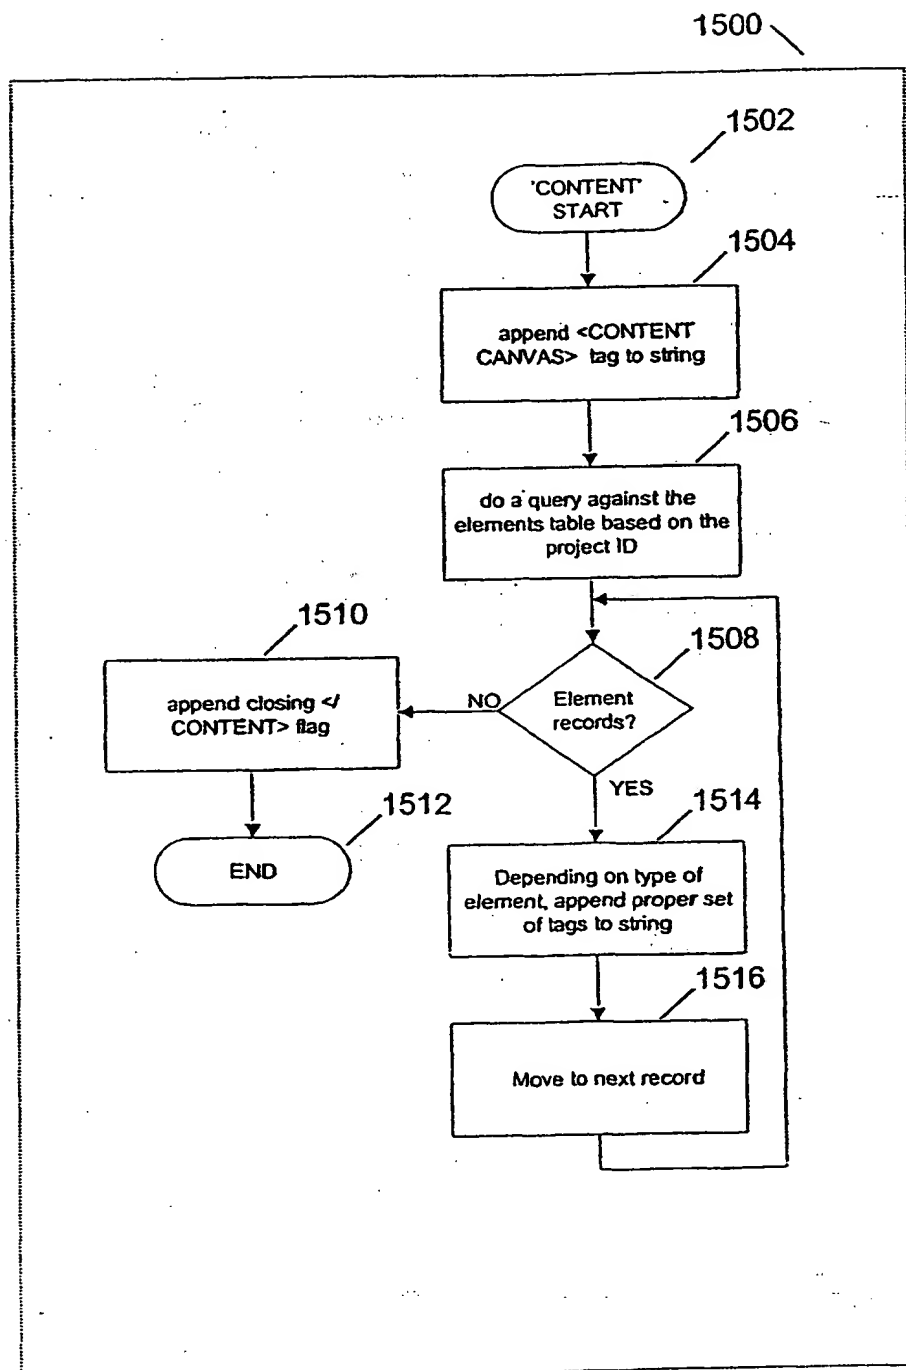 1500
1502
'CONTENT'
START
1504
append <CONTENT
CANVAS> tag to string
1506
do a query against the
elements table based on the
project ID
1508
Element
records?
NO
1510
append closing </
CONTENT> flag
1512
END
YES
1514
Depending on type of
element, append proper set
of tags to string
1516
Move to next record